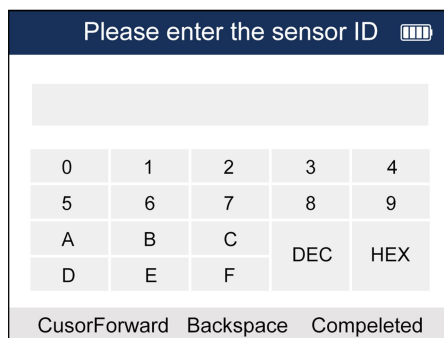 Please enter the sensor ID
0 1 2 3 4
5 6 7 8 9
A B C DEC HEX
D E F
CusorForward Backspace Compeleted